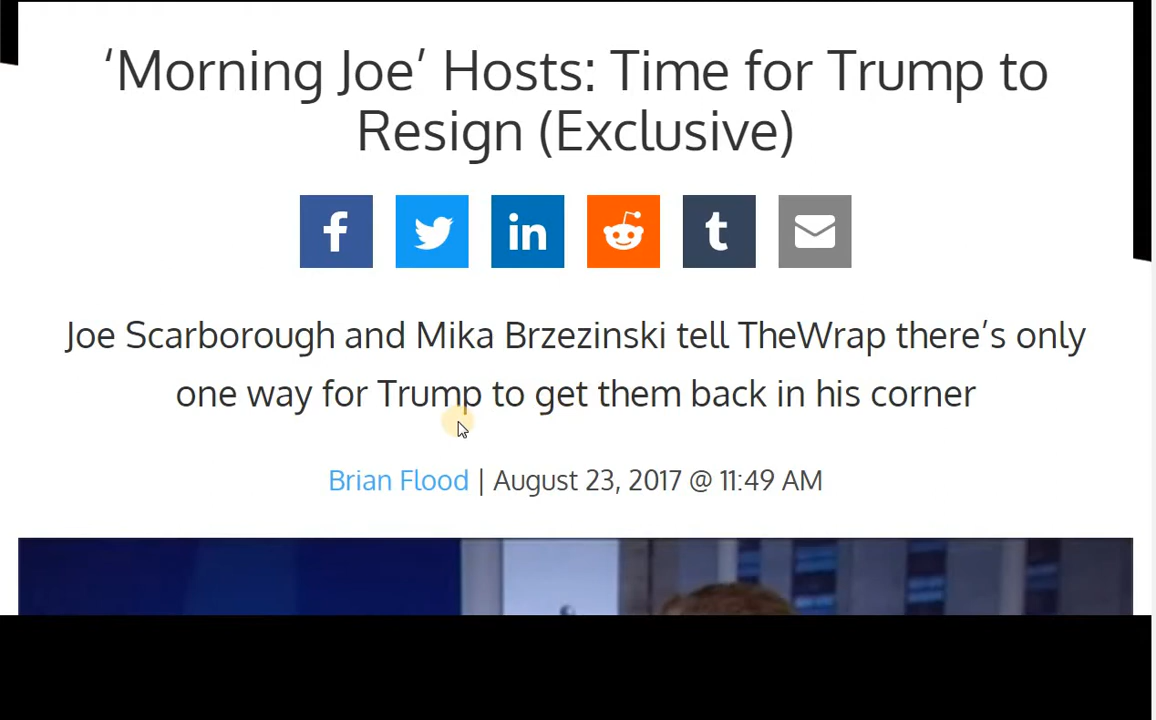 ‘Morning Joe’ Hosts: Time for Trump to
Resign (Exclusive)
f
in
t
Joe Scarborough and Mika Brzezinski tell TheWrap there’s only
one way for Trump to get them back in his corner
Brian Flood | August 23, 2017 @ 11:49 AM